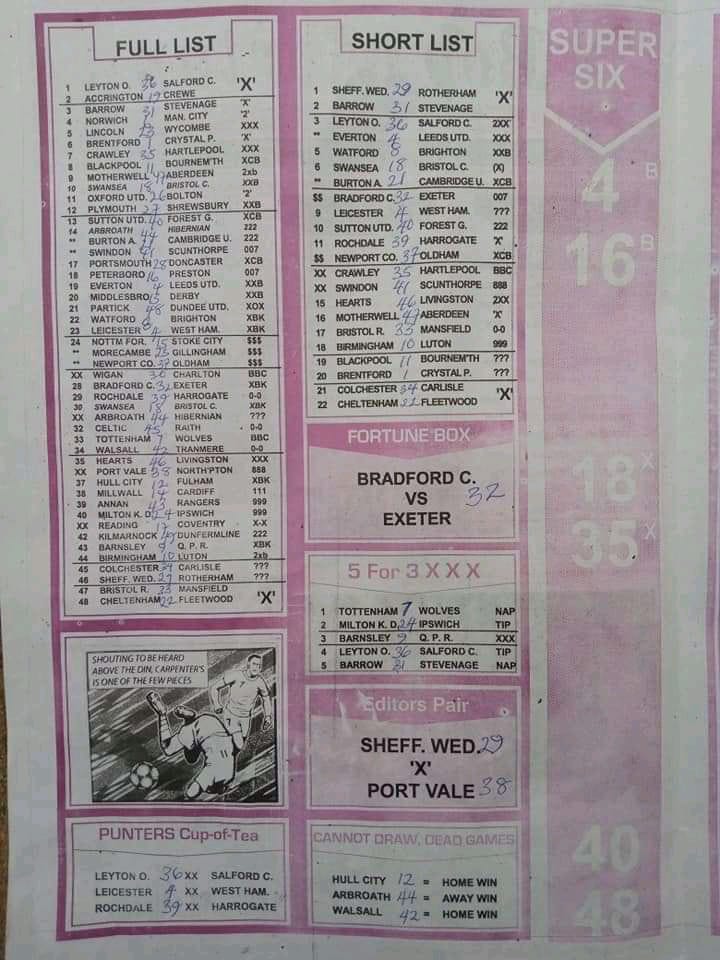 FULL LIST
1 LEYTON O. 36 SALFORD C. 'X'
2 ACCRINGTON 19 CREWE
3 BARROW 31 STEVENAGE 'X'
4 NORWICH MAN. CITY '2'
5 LINCOLN 23 WYCOMBE XXX
6 BRENTFORD 1 CRYSTAL P. 'X'
7 CRAWLEY 35 HARTLEPOOL XXX
8 BLACKPOOL 11 BOURNEM'TH XCB
9 MOTHERWELL 47 ABERDEEN 2xb
10 SWANSEA 18 BRISTOL C. XXB
11 OXFORD UTD. 26 BOLTON '2'
12 PLYMOUTH 27 SHREWSBURY XXB
13 SUTTON UTD. 40 FOREST G. XCB
14 ARBROATH 44 HIBERNIAN 222
** BURTON A. CAMBRIDGE U. 222
** SWINDON 41 SCUNTHORPE 007
17 PORTSMOUTH 28 DONCASTER XCB
18 PETERBORO 16 PRESTON 007
19 EVERTON 4 LEEDS UTD. XXB
20 MIDDLESBRO 15 DERBY XXB
21 PARTICK 48 DUNDEE UTD. XOX
22 WATFORD 8 BRIGHTON XBK
23 LEICESTER 4 WEST HAM. XBK
24 NOTTM FOR. 15 STOKE CITY $$$
** MORECAMBE GILLINGHAM $$$
** NEWPORT CO. 37 OLDHAM $$$
XX WIGAN 30 CHARLTON BBC
28 BRADFORD C. 32 EXETER XBK
29 ROCHDALE 39 HARROGATE 0-0
30 SWANSEA 18 BRISTOL C. XBK
XX ARBROATH 44 HIBERNIAN ???
32 CELTIC 45 RAITH 0-0
33 TOTTENHAM 7 WOLVES BBC
34 WALSALL 42 TRANMERE 0-0
35 HEARTS 46 LIVINGSTON XXX
XX PORT VALE 38 NORTH'PTON 888
37 HULL CITY 12 FULHAM XBK
38 MILLWALL 14 CARDIFF 111
39 ANNAN 43 RANGERS 999
40 MILTON K. D. 24 IPSWICH 999
XX READING 17 COVENTRY X-X
42 KILMARNOCK DUNFERMLINE 222
43 BARNSLEY 9 Q. P. R. XBK
44 BIRMINGHAM 10 LUTON 2xb
45 COLCHESTER 34 CARLISLE ???
46 SHEFF. WED. 29 ROTHERHAM ???
47 BRISTOL R. 33 MANSFIELD
48 CHELTENHAM 22 FLEETWOOD 'X'
SHOUTING TO BE HEARD
ABOVE THE DIN, CARPENTER'S
IS ONE OF THE FEW PIECES
11
PUNTERS Cup-of-Tea
LEYTON O. 36 XX SALFORD C.
LEICESTER 4 XX WEST HAM.
ROCHDALE 39 XX HARROGATE
SHORT LIST
1 SHEFF. WED. 29 ROTHERHAM 'X'
2 BARROW 31 STEVENAGE
3 LEYTON O. 36 SALFORD C. 2XX
** EVERTON 4 LEEDS UTD. XXX
5 WATFORD 8 BRIGHTON XXB
6 SWANSEA 18 BRISTOL C. (X)
** BURTON A. 21 CAMBRIDGE U. XCB
$$ BRADFORD C. 32 EXETER 007
9 LEICESTER 4 WEST HAM. ???
10 SUTTON UTD. 40 FOREST G. 222
11 ROCHDALE 39 HARROGATE 'X'
$$ NEWPORT CO. 37 OLDHAM XCB
XX CRAWLEY 35 HARTLEPOOL BBC
XX SWINDON 41 SCUNTHORPE 888
15 HEARTS 46 LIVINGSTON 2XX
16 MOTHERWELL 47 ABERDEEN 'X'
17 BRISTOL R. 33 MANSFIELD 0-0
18 BIRMINGHAM 10 LUTON 999
19 BLACKPOOL 11 BOURNEM'TH ???
20 BRENTFORD 1 CRYSTAL P. ???
21 COLCHESTER 34 CARLISLE 'X'
22 CHELTENHAM 22 FLEETWOOD
FORTUNE BOX
BRADFORD C. 32
VS
EXETER
5 For 3 X X X
1 TOTTENHAM 7 WOLVES NAP
2 MILTON K. D. 24 IPSWICH TIP
3 BARNSLEY 9 Q. P. R. XXX
4 LEYTON O. 36 SALFORD C. TIP
5 BARROW 31 STEVENAGE NAP
Editors Pair
SHEFF. WED. 29
'X'
PORT VALE 38
CANNOT DRAW, DEAD GAMES
HULL CITY 12 = HOME WIN
ARBROATH 44 = AWAY WIN
WALSALL 42 = HOME WIN
SUPER
SIX
4 B
16 B
18 X
35 X
40
48